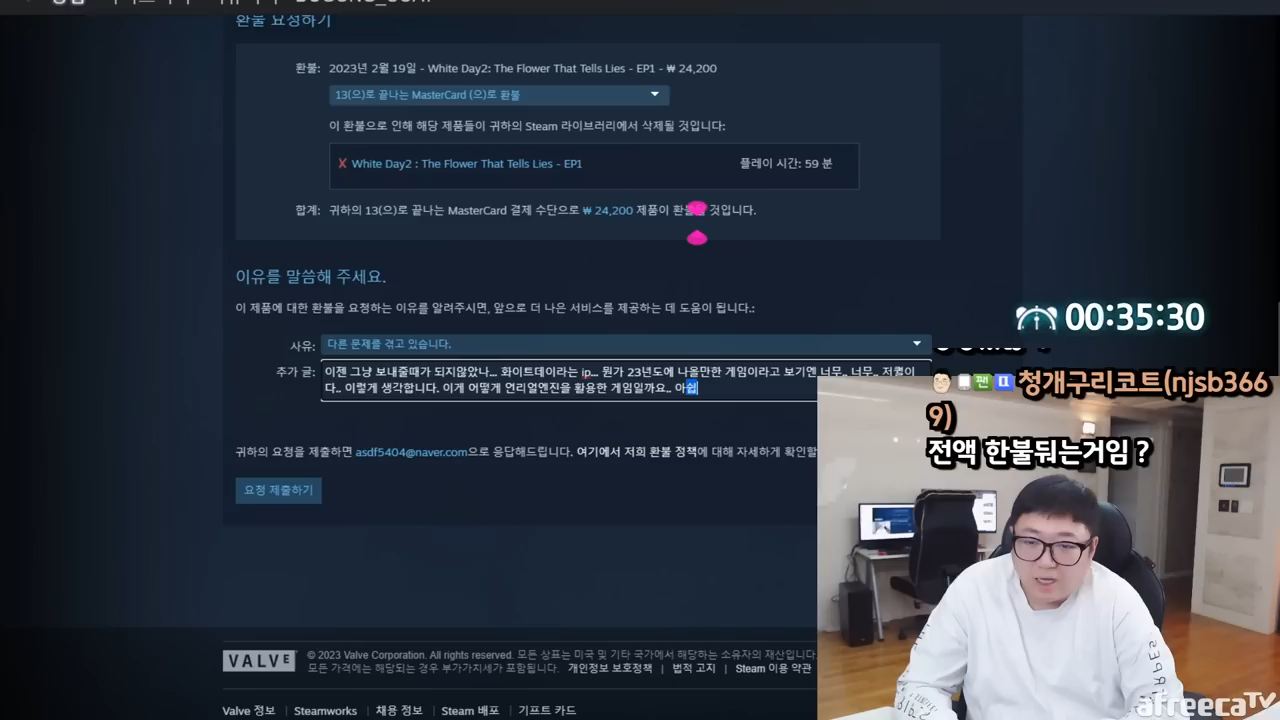 환불 요청하기
환불: 2023년 2월 19일 - White Day2: The Flower That Tells Lies - EP1 - ₩ 24,200
13(으)로 끝나는 MasterCard (으)로 환불
이 환불으로 인해 해당 제품들이 귀하의 Steam 라이브러리에서 삭제될 것입니다:
X White Day2 : The Flower That Tells Lies - EP1 플레이 시간: 59 분
합계: 귀하의 13(으)로 끝나는 MasterCard 결제 수단으로 ₩ 24,200 제품이 것입니다.
이유를 말씀해 주세요.
이 제품에 대한 환불을 요청하는 이유를 알려주시면, 앞으로 더 나은 서비스를 제공하는 데 도움이 됩니다.:
00:35:30
사유: 다른 문제를 겪고 있습니다.
추가 글: 이젠 그냥 보내줄때가 되지않았나... 화이트데이라는 ip... 뭔가 23년도에 나올만한 게임이라고 보기엔 너무.. 너무.. 저퀄이
다.. 이렇게 생각합니다. 이게 어떻게 언리얼엔진을 활용한 게임일까요.. 아쉽
청개구리코트(njsb366
9)
전액 한불둬는거임 ?
귀하의 요청을 제출하면 asdf5404@naver.com으로 응답해드립니다. 여기에서 저희 환불 정책에 대해 자세하게 확인할
요청 제출하기
VALVE
© 2023 Valve Corporation. All rights reserved. 모든 상표는 미국 및 기타 국가에서 해당하는 소유자의 재산입니다.
모든 가격에는 해당되는 경우 부가가치세가 포함됩니다. 개인정보 보호정책 | 법적 고지 | Steam 이용 약관
Valve 정보 | Steamworks | 채용 정보 | Steam 배포 | 기프트 카드
afreecaTV